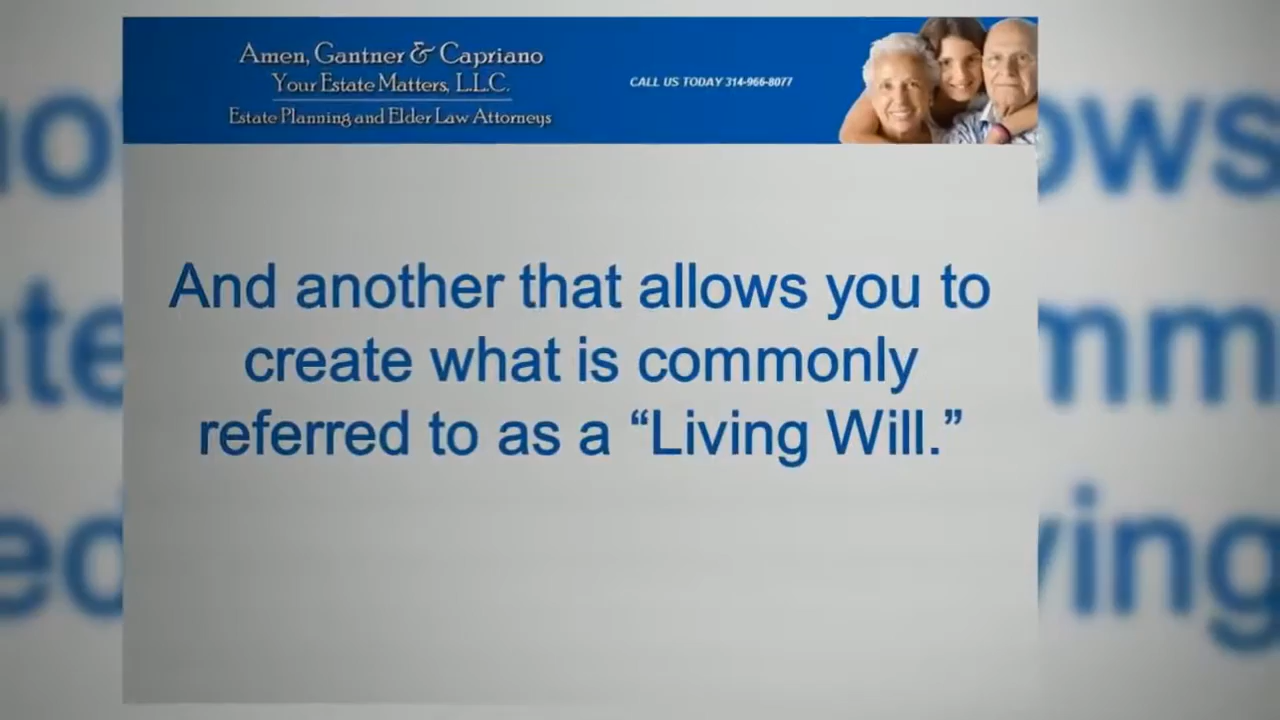 Amen, Gantner & Capriano
Your Estate Matters, L.L.C.
Estate Planning and Elder Law Attorneys
CALL US TODAY 314-966-8077
And another that allows you to
create what is commonly
referred to as a “Living Will.”